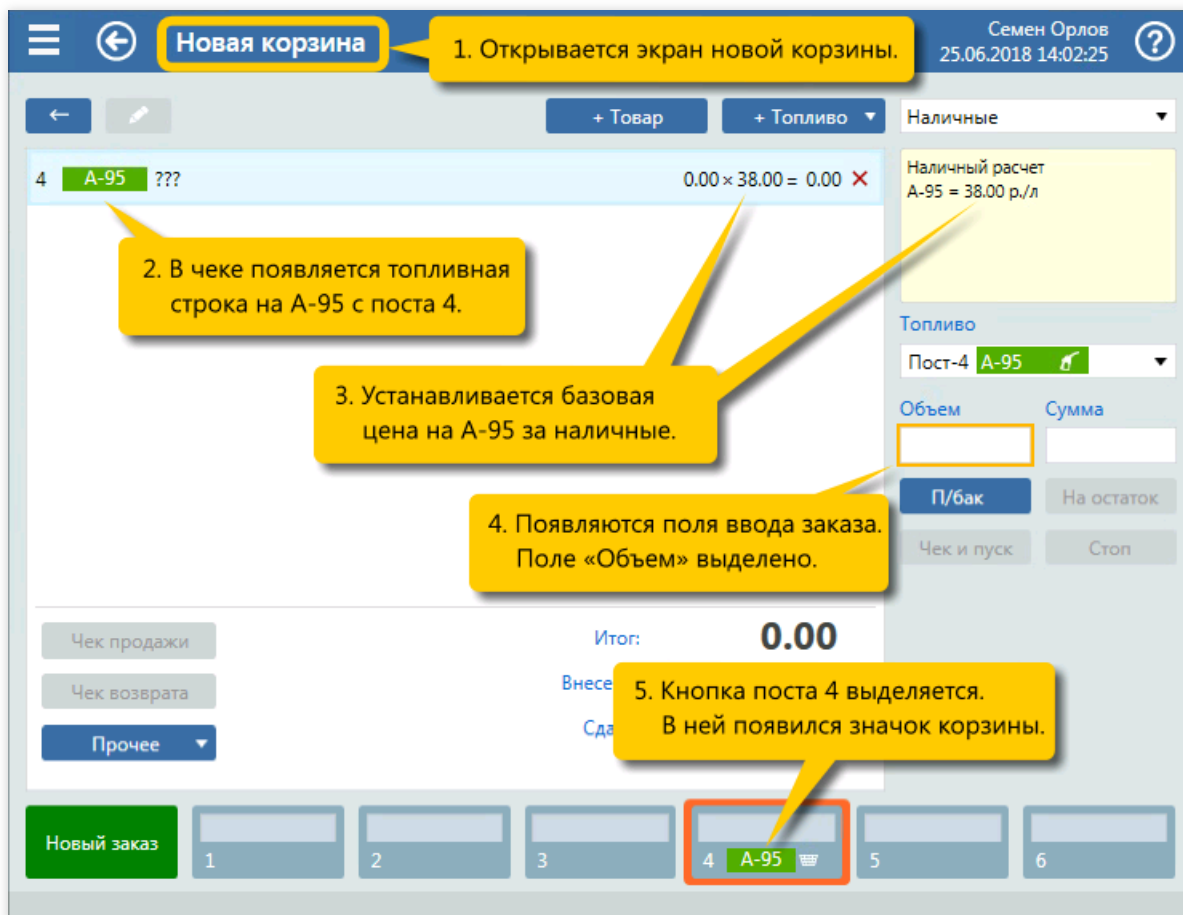 Новая корзина
1. Открывается экран новой корзины.
Семен Орлов
25.06.2018 14:02:25
?
+ Товар
+ Топливо
Наличные
4 А-95 ??? 0.00 × 38.00 = 0.00
Наличный расчет
А-95 = 38.00 р./л
2. В чеке появляется топливная
строка на А-95 с поста 4.
Топливо
Пост-4 А-95
3. Устанавливается базовая
цена на А-95 за наличные.
Объем
Сумма
П/бак
На остаток
4. Появляются поля ввода заказа.
Поле «Объем» выделено.
Чек и пуск
Стоп
Чек продажи
Итог: 0.00
Чек возврата
5. Кнопка поста 4 выделяется.
В ней появился значок корзины.
Прочее
Новый заказ
1
2
3
4 А-95
5
6